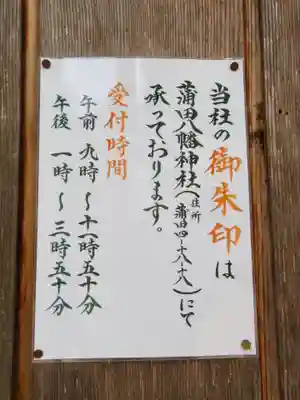 当社の御朱印は
蒲田八幡神社(住所 蒲田四-十八-十八)にて
承っております。
受付時間
午前 九時～十一時五十分
午後 一時～三時五十分